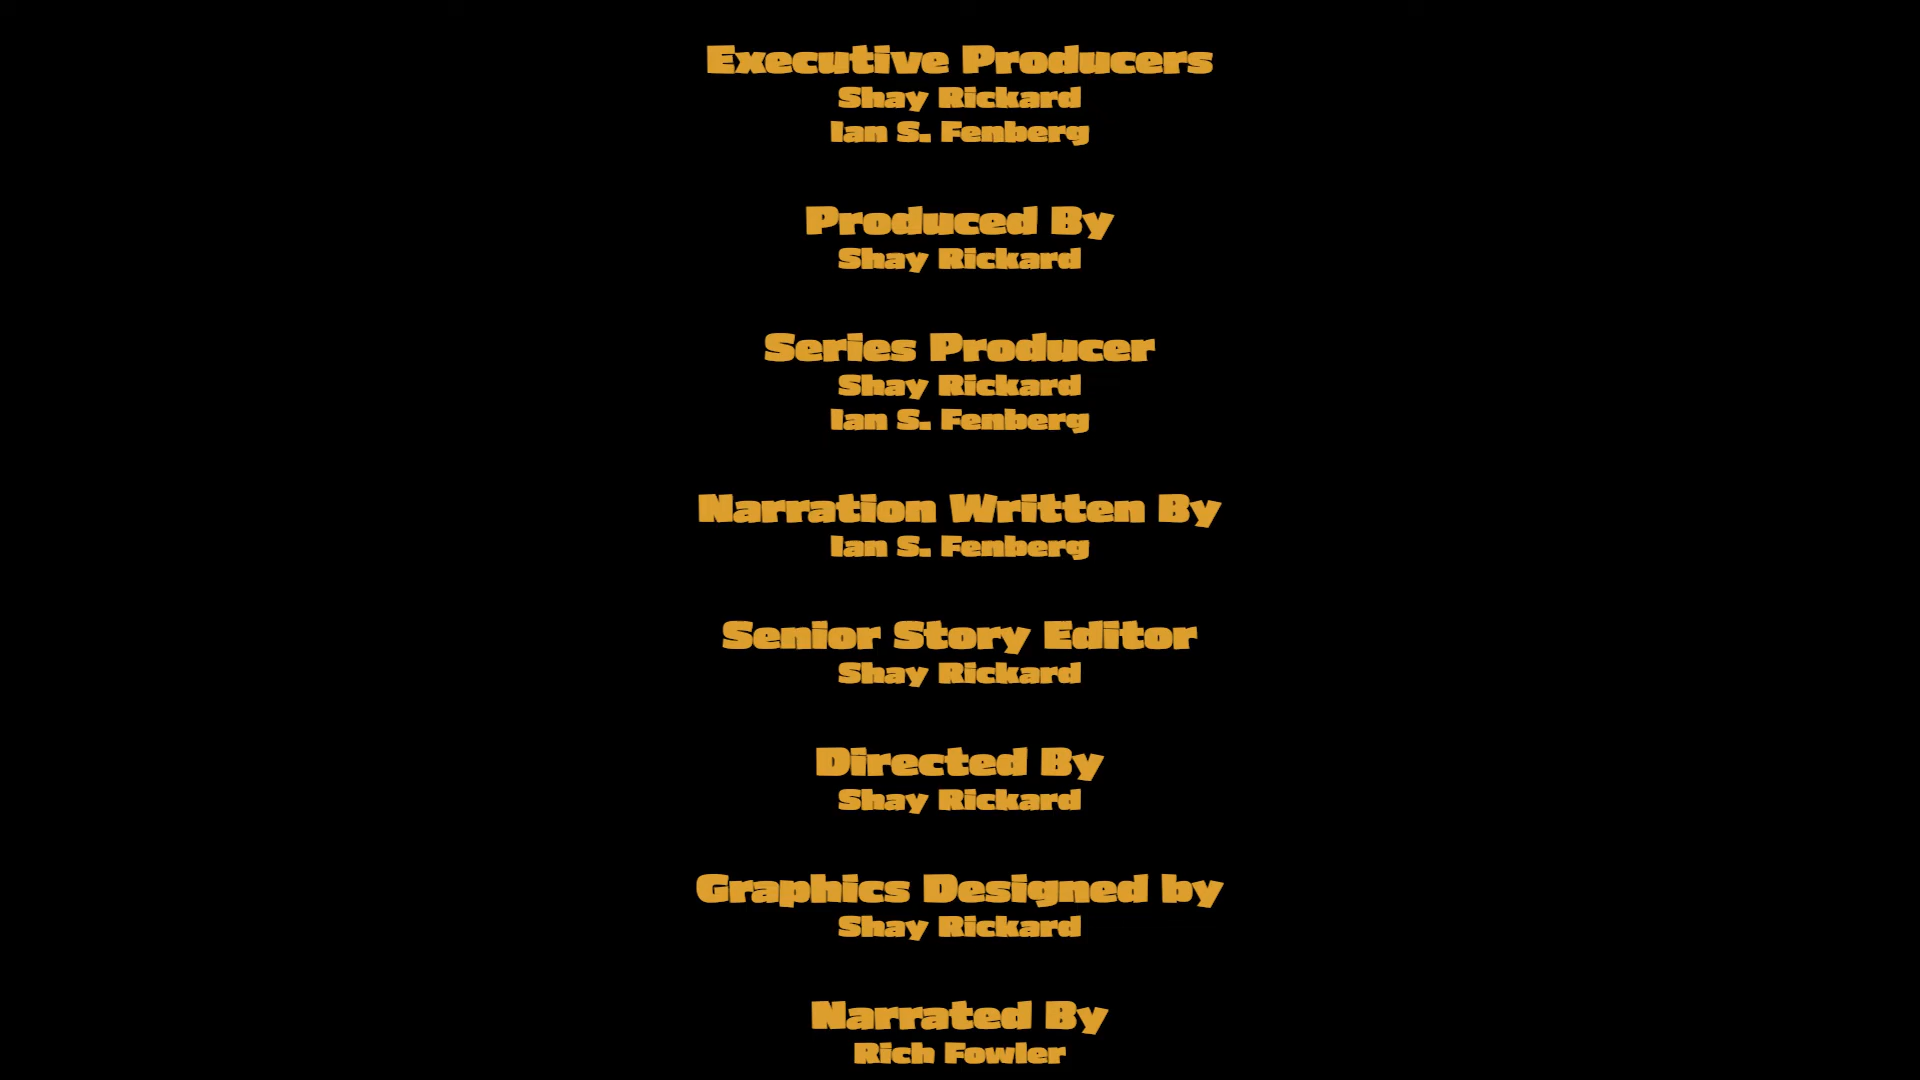 Executive Producers
Shay Rickard
Ian S. Fenberg
Produced By
Shay Rickard
Series Producer
Shay Rickard
Ian S. Fenberg
Narration Written By
Ian S. Fenberg
Senior Story Editor
Shay Rickard
Directed By
Shay Rickard
Graphics Designed by
Shay Rickard
Narrated By
Rich Fowler